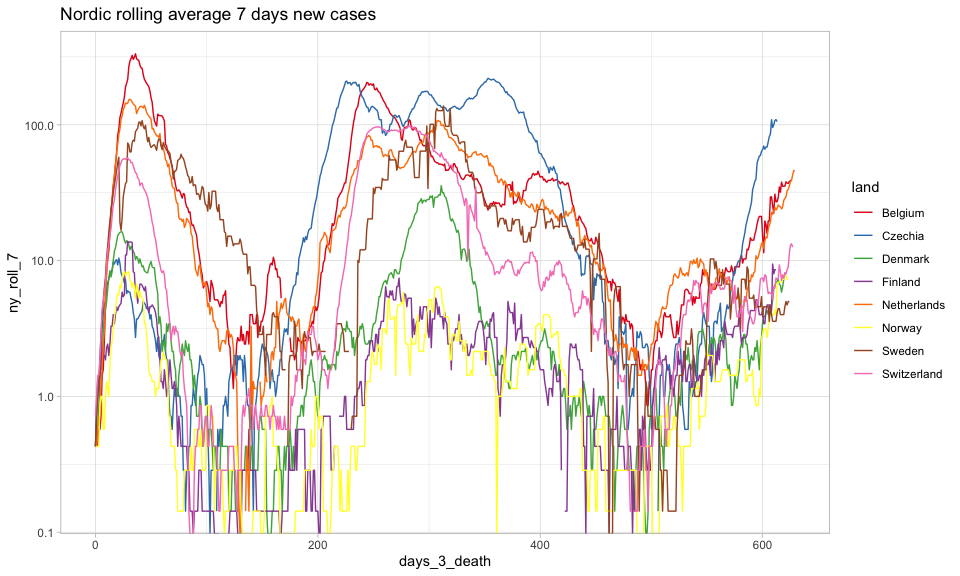 Nordic rolling average 7 days new cases
ny_roll_7
100.0
10.0
1.0
0.1
0
200
400
600
days_3_death
land
Belgium
Czechia
Denmark
Finland
Netherlands
Norway
Sweden
Switzerland